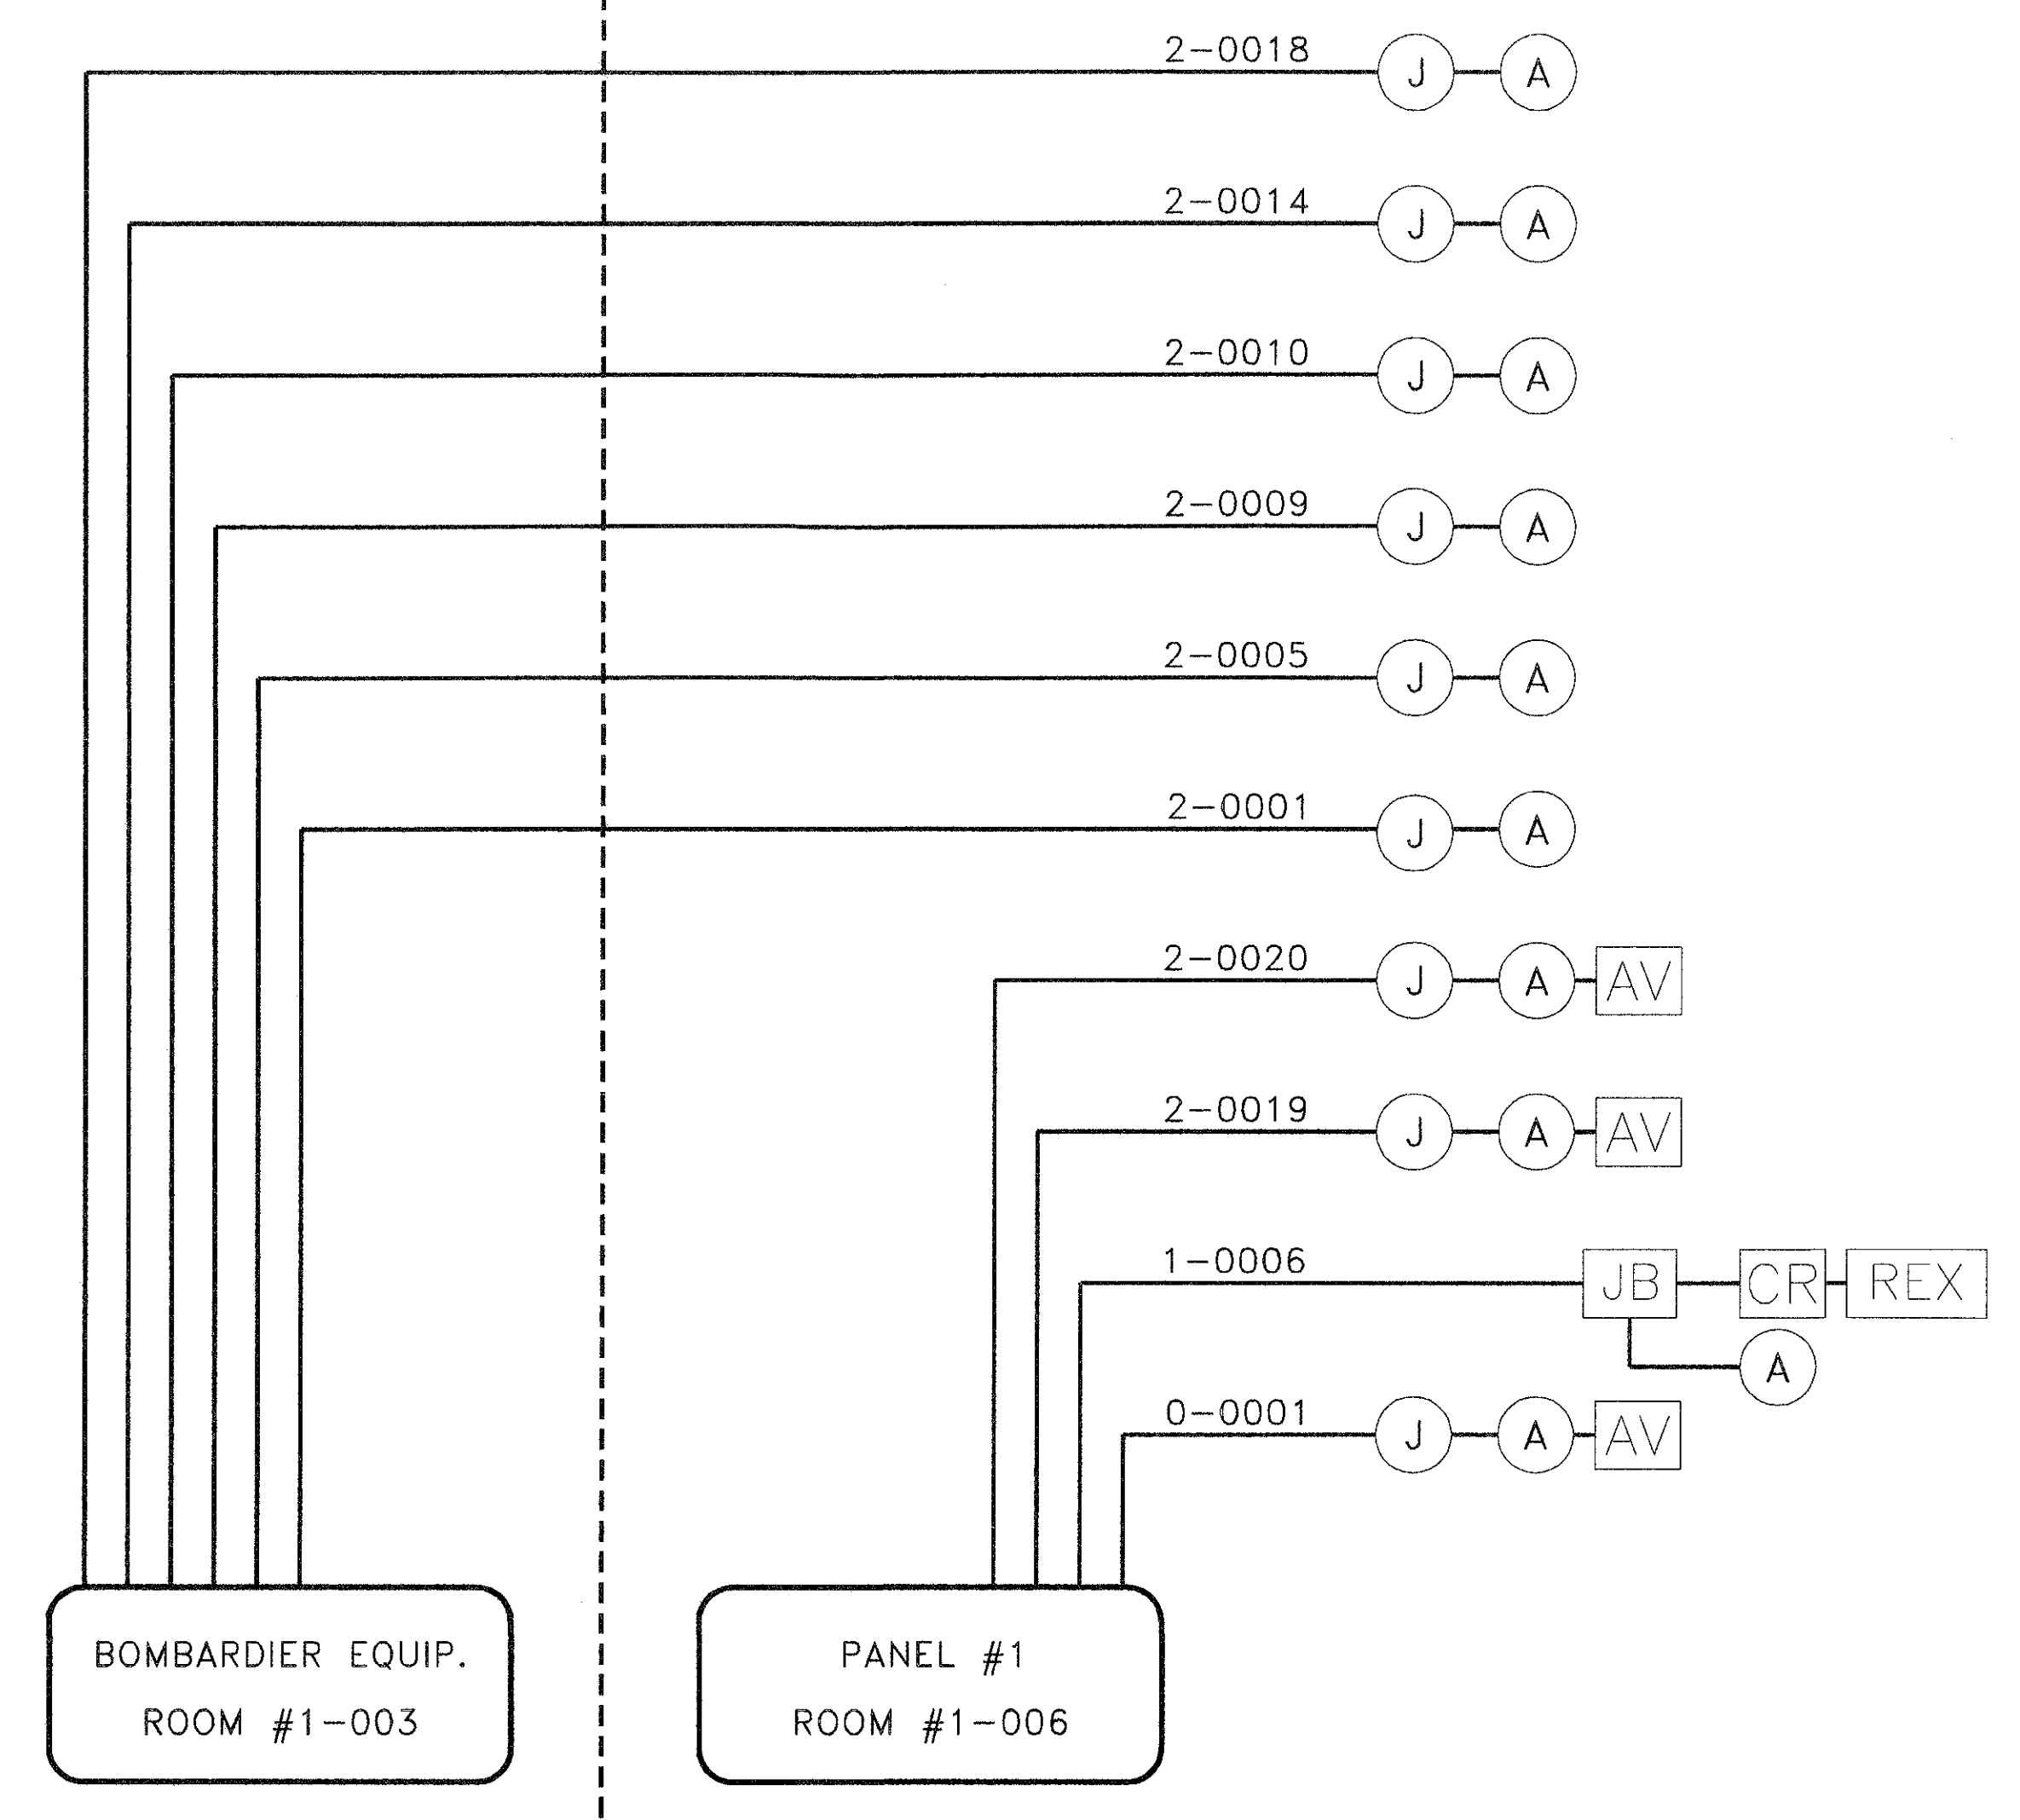 2-0018
J A
2-0014
J A
2-0010
J A
2-0009
J A
2-0005
J A
2-0001
J A
2-0020
J A AV
2-0019
J A AV
1-0006
JB CR REX
A
0-0001
J A AV
BOMBARDIER EQUIP.
ROOM #1-003
PANEL #1
ROOM #1-006